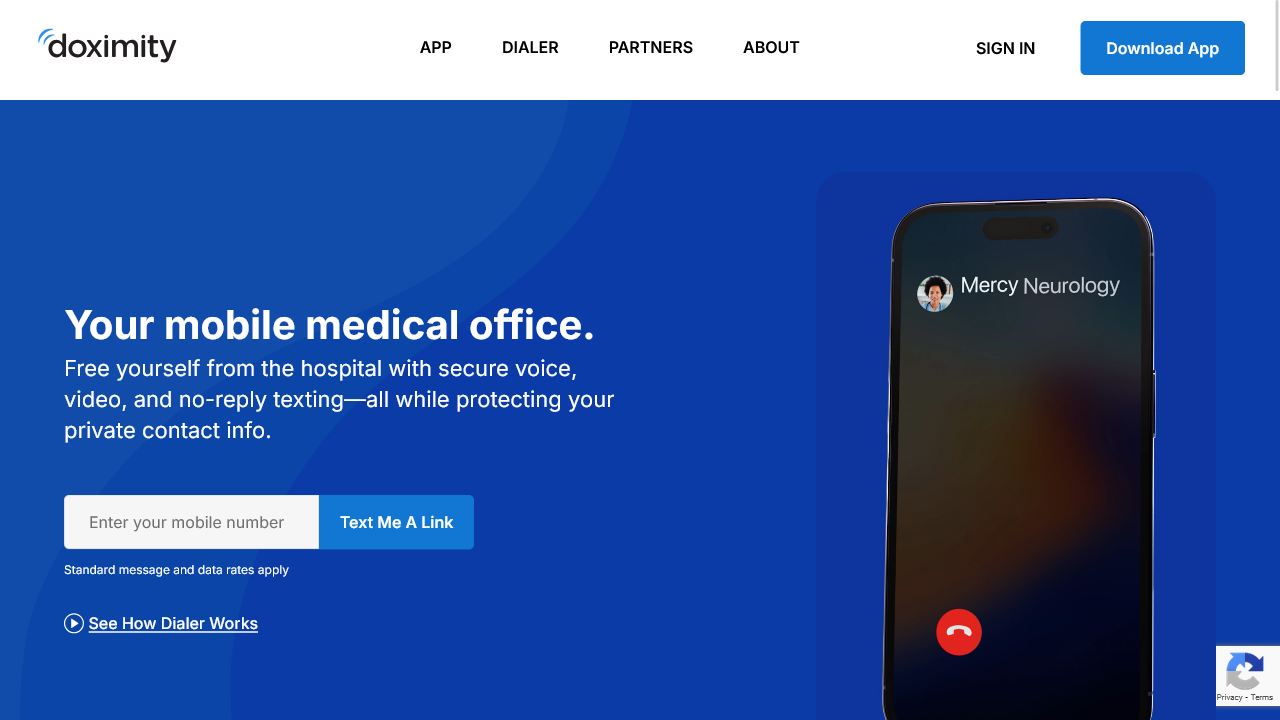 doximity
APP
DIALER
PARTNERS
ABOUT
SIGN IN
Download App
Mercy Neurology
Your mobile medical office.
Free yourself from the hospital with secure voice,
video, and no-reply texting—all while protecting your
private contact info.
Enter your mobile number
Text Me A Link
Standard message and data rates apply
See How Dialer Works
Privacy - Terms